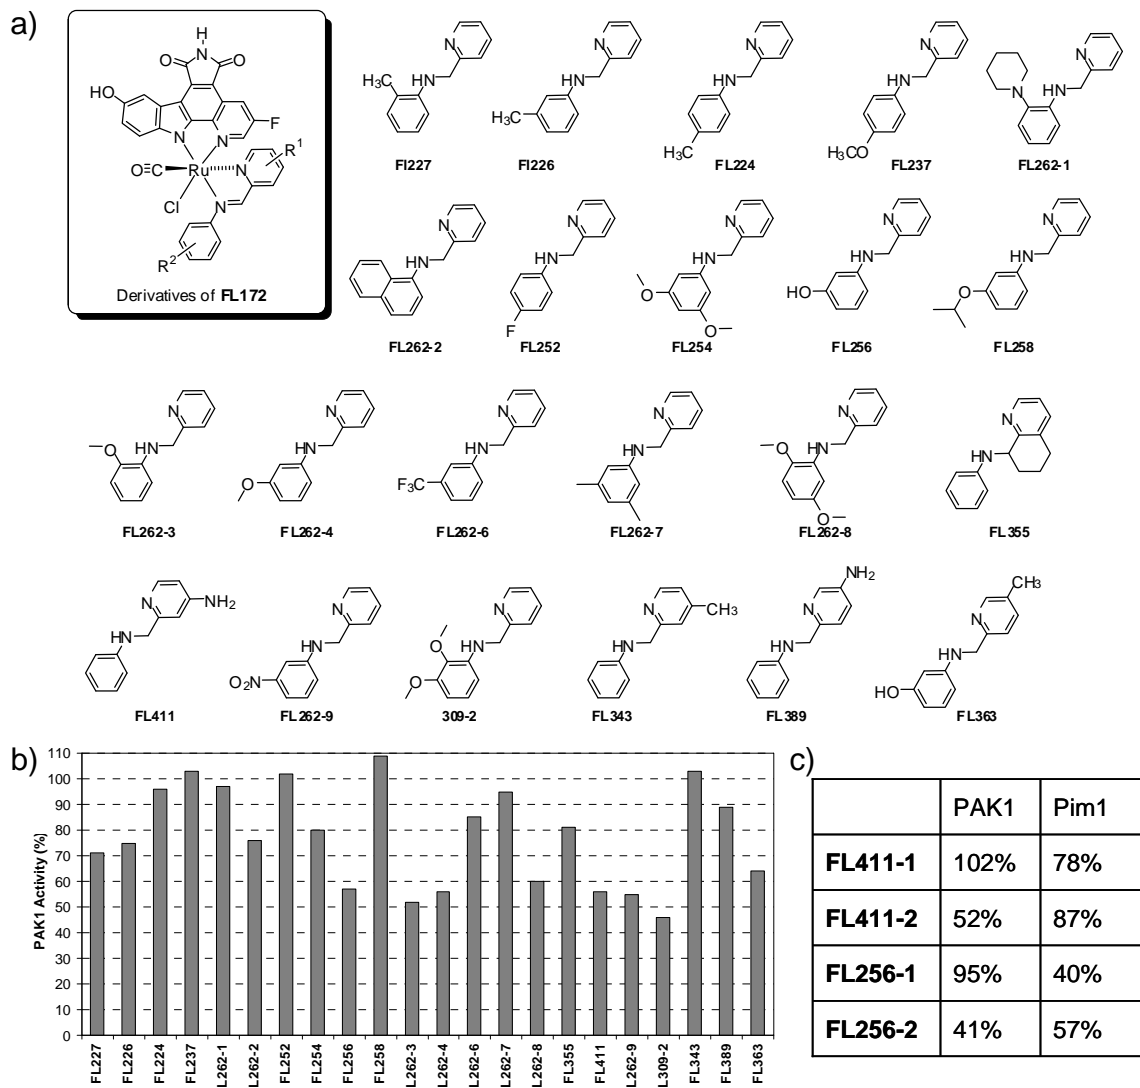 a)
H
N
O
O
HO
F
N
N
R1
O≡C
Ru
N
Cl
N
R2
Derivatives of FL172
N
HN
CH3
FI227
N
HN
CH3
FI226
N
HN
CH3
FL224
N
HN
H3CO
FL237
N
HN
N
FL262-1
N
HN
FL262-2
N
HN
F
FL252
N
HN
O
O
FL254
N
HN
HO
FL256
N
HN
O
FL258
N
HN
O
FL262-3
N
HN
O
FL262-4
N
HN
F3C
FL262-6
N
HN
FL262-7
N
HN
O
O
FL262-8
N
HN
FL355
N
NH2
HN
FL411
N
HN
O2N
FL262-9
N
HN
O
O
309-2
N
CH3
HN
FL343
NH2
N
HN
FL389
CH3
N
HN
HO
FL363
b)
PAK1 Activity (%)
110
100
90
80
70
60
50
40
30
20
10
0
FL227
FL226
FL224
FL237
L262-1
L262-2
FL252
FL254
FL256
FL258
L262-3
L262-4
L262-6
L262-7
L262-8
FL355
FL411
L262-9
L309-2
FL343
FL389
FL363
c)
PAK1 Pim1
FL411-1 102% 78%
FL411-2 52% 87%
FL256-1 95% 40%
FL256-2 41% 57%